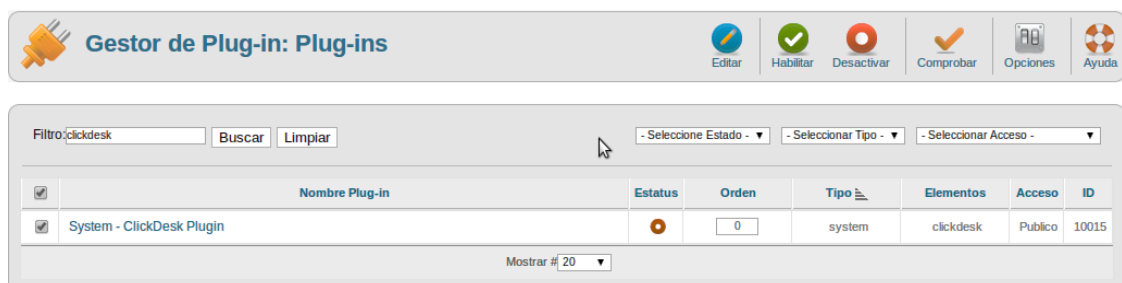 Gestor de Plug-in: Plug-ins
Editar Habilitar Desactivar Comprobar Opciones Ayuda
Filtro: clickdesk Buscar Limpiar - Seleccione Estado - - Seleccionar Tipo - - Seleccionar Acceso -
Nombre Plug-in Estatus Orden Tipo Elementos Acceso ID
System - ClickDesk Plugin 0 system clickdesk Publico 10015
Mostrar # 20